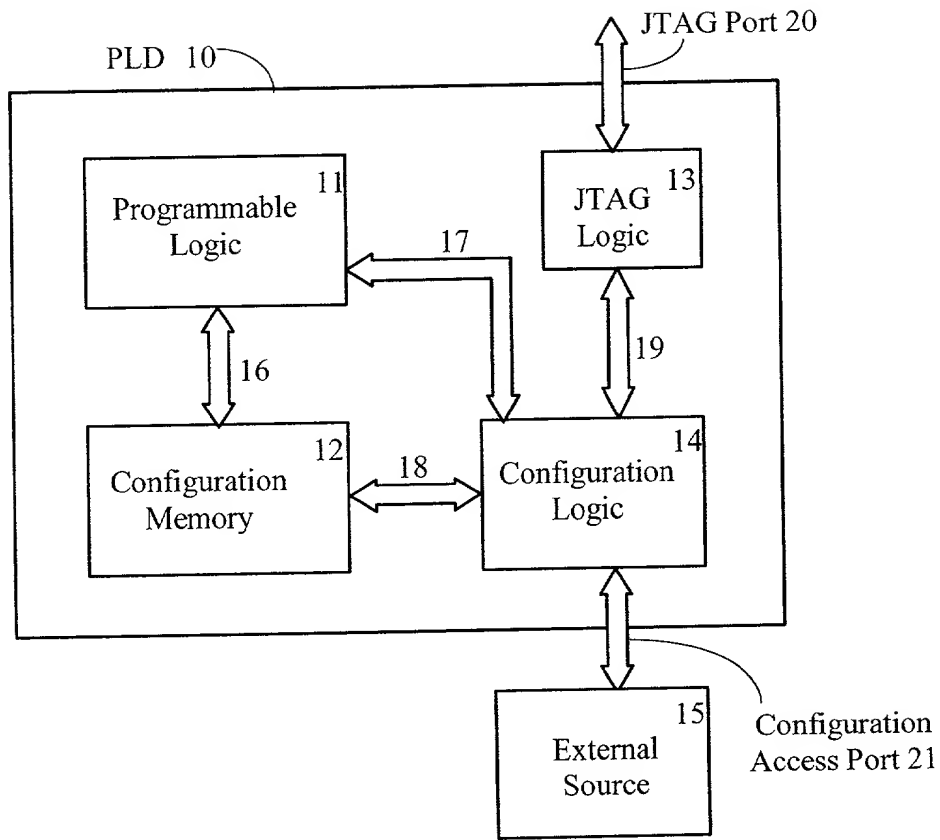 JTAG Port 20
PLD 10
11
Programmable
Logic
13
JTAG
Logic
17
16
19
12
Configuration
Memory
18
14
Configuration
Logic
15
External
Source
Configuration
Access Port 21